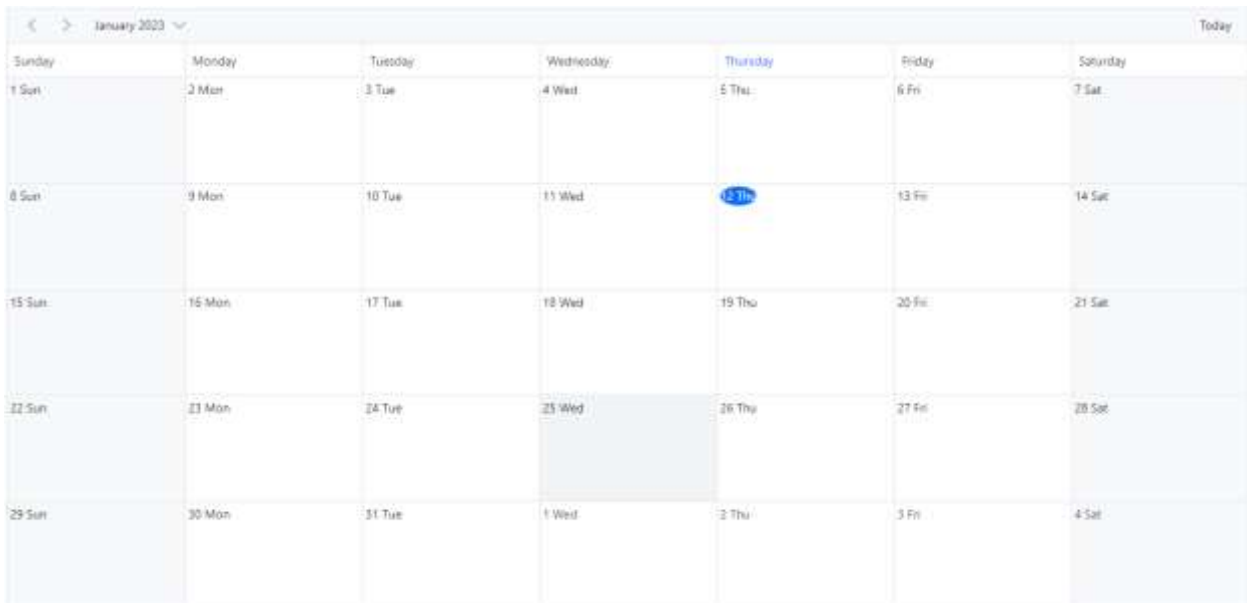 January 2023 Today
Sunday Monday Tuesday Wednesday Thursday Friday Saturday
1 Sun 2 Mon 3 Tue 4 Wed 5 Thu 6 Fri 7 Sat
8 Sun 9 Mon 10 Tue 11 Wed 12 Thu 13 Fri 14 Sat
15 Sun 16 Mon 17 Tue 18 Wed 19 Thu 20 Fri 21 Sat
22 Sun 23 Mon 24 Tue 25 Wed 26 Thu 27 Fri 28 Sat
29 Sun 30 Mon 31 Tue 1 Wed 2 Thu 3 Fri 4 Sat